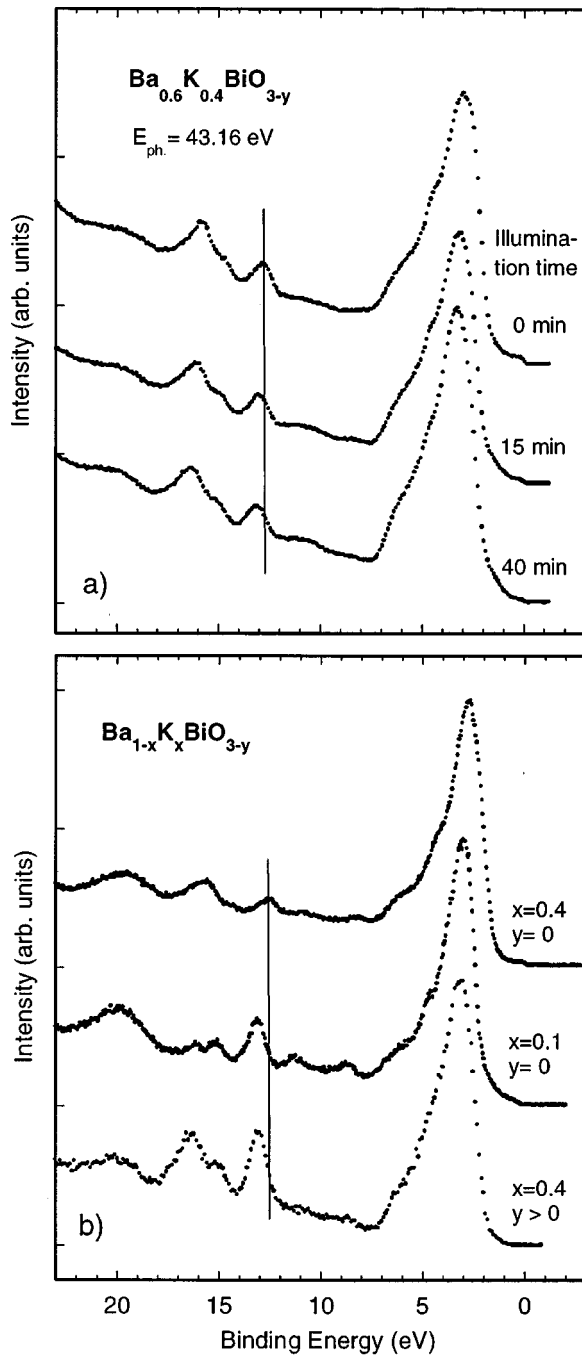 Ba0.6K0.4BiO3-y
Eph. = 43.16 eV
Illumina-
tion time
0 min
15 min
40 min
a)
Intensity (arb. units)
Ba1-xKxBiO3-y
x=0.4
y= 0
x=0.1
y= 0
x=0.4
y > 0
b)
Intensity (arb. units)
20
15
10
5
0
Binding Energy (eV)